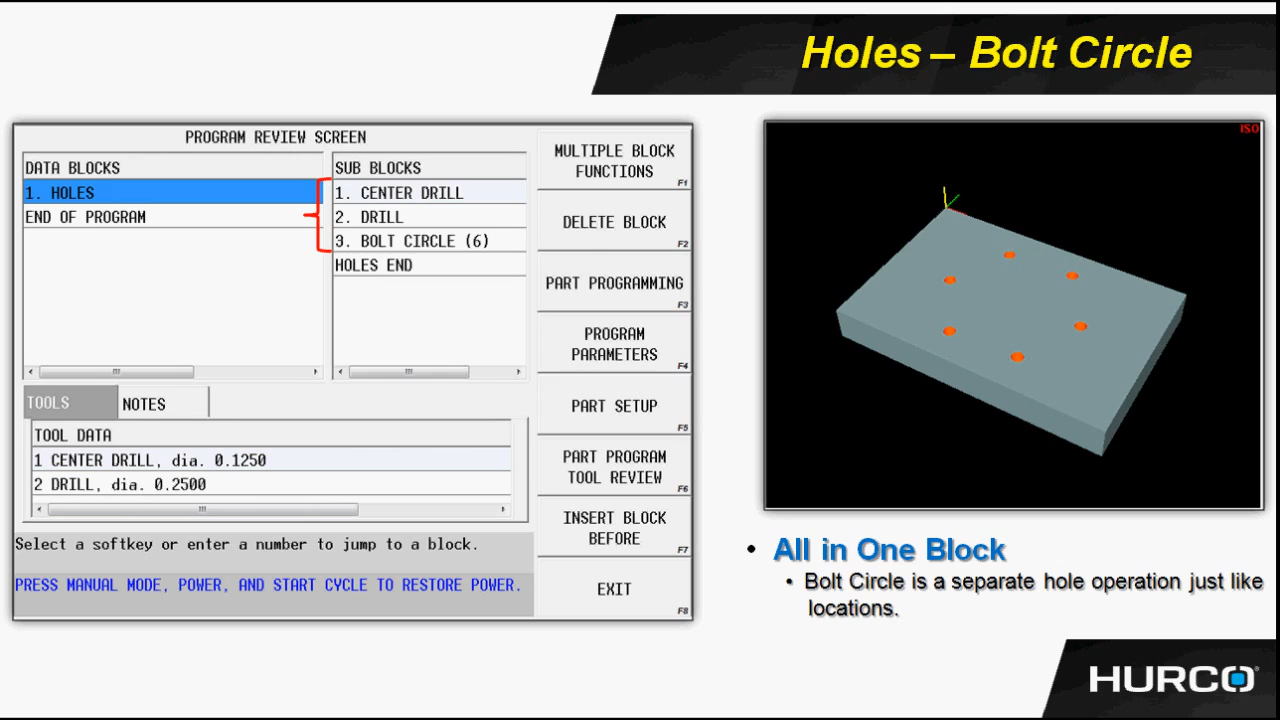 Holes – Bolt Circle
PROGRAM REVIEW SCREEN
DATA BLOCKS
1. HOLES
END OF PROGRAM
SUB BLOCKS
1. CENTER DRILL
2. DRILL
3. BOLT CIRCLE (6)
HOLES END
TOOLS
NOTES
TOOL DATA
1 CENTER DRILL, dia. 0.1250
2 DRILL, dia. 0.2500
Select a softkey or enter a number to jump to a block.
PRESS MANUAL MODE, POWER, AND START CYCLE TO RESTORE POWER.
MULTIPLE BLOCK
FUNCTIONS
F1
DELETE BLOCK
F2
PART PROGRAMMING
F3
PROGRAM
PARAMETERS
F4
PART SETUP
F5
PART PROGRAM
TOOL REVIEW
F6
INSERT BLOCK
BEFORE
F7
EXIT
F8
ISO
• All in One Block
• Bolt Circle is a separate hole operation just like
locations.
HURCO